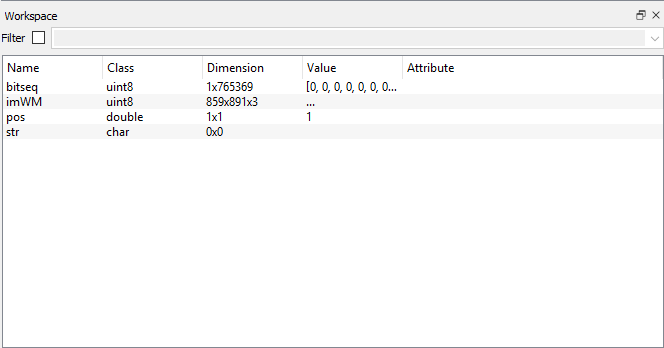 Workspace
Filter
Name Class Dimension Value Attribute
bitseq uint8 1x765369 [0, 0, 0, 0, 0, 0, 0...
imWM uint8 859x891x3 ...
pos double 1x1 1
str char 0x0